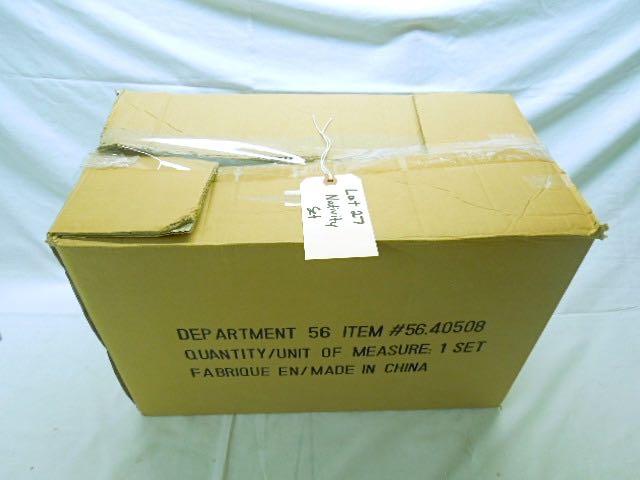 Lot 27
Nativity
Set
DEPARTMENT 56 ITEM #56.40508
QUANTITY/UNIT OF MEASURE: 1 SET
FABRIQUE EN/MADE IN CHINA